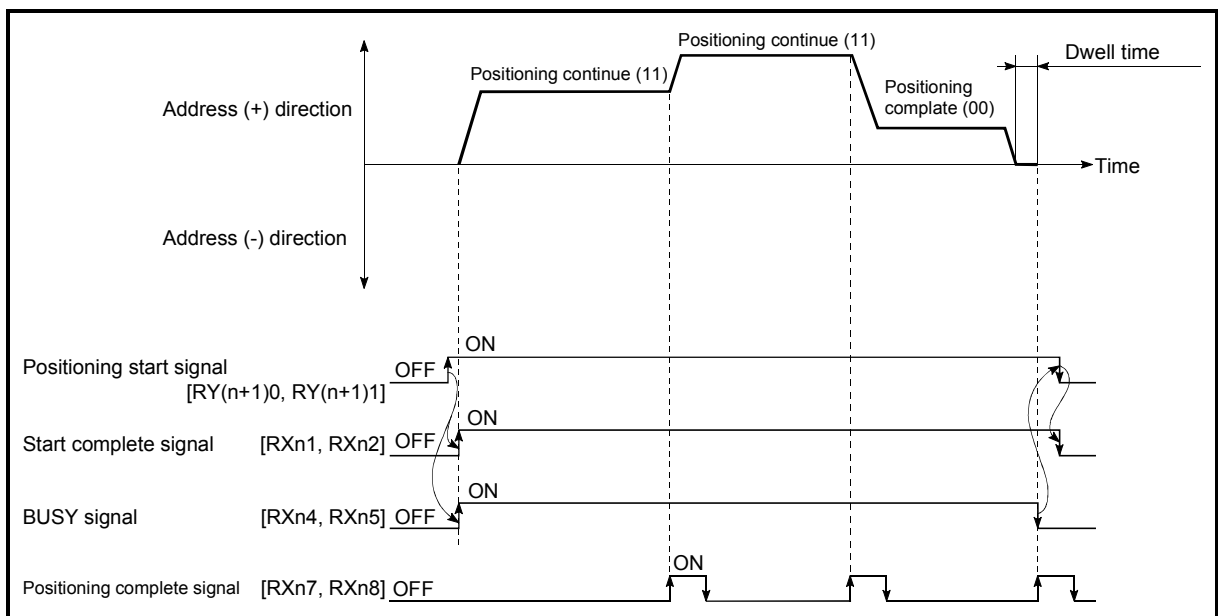 Positioning continue (11)
Dwell time
Positioning continue (11)
Positioning
complate (00)
Address (+) direction
Time
Address (-) direction
ON
Positioning start signal
OFF
[RY(n+1)0, RY(n+1)1]
ON
Start complete signal [RXn1, RXn2] OFF
ON
BUSY signal [RXn4, RXn5] OFF
ON
Positioning complete signal [RXn7, RXn8] OFF